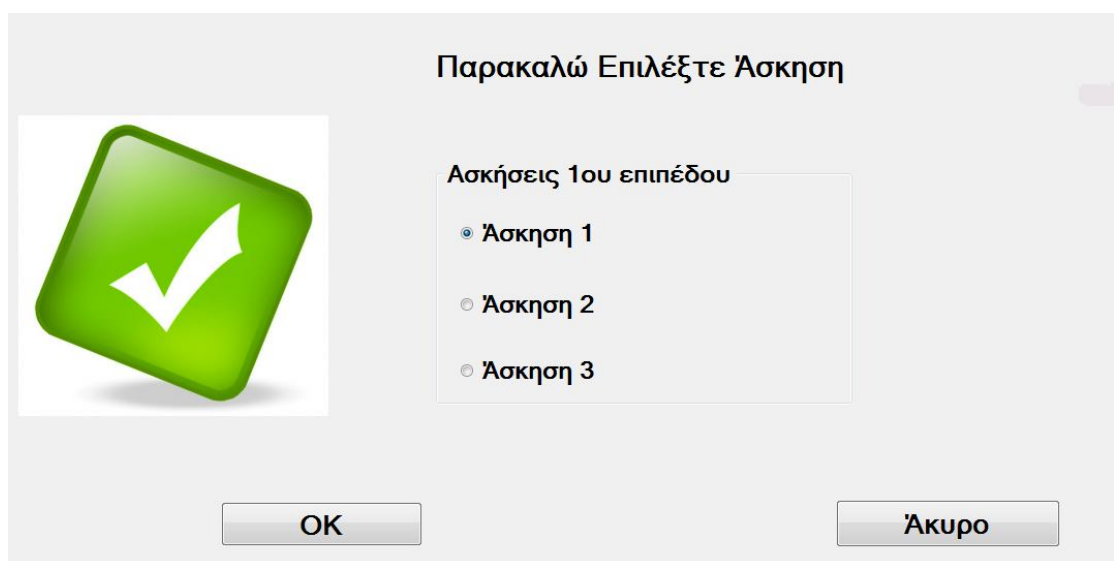 Παρακαλώ Επιλέξτε Άσκηση
Ασκήσεις 1ου επιπέδου
Άσκηση 1
Άσκηση 2
Άσκηση 3
OK
Άκυρο